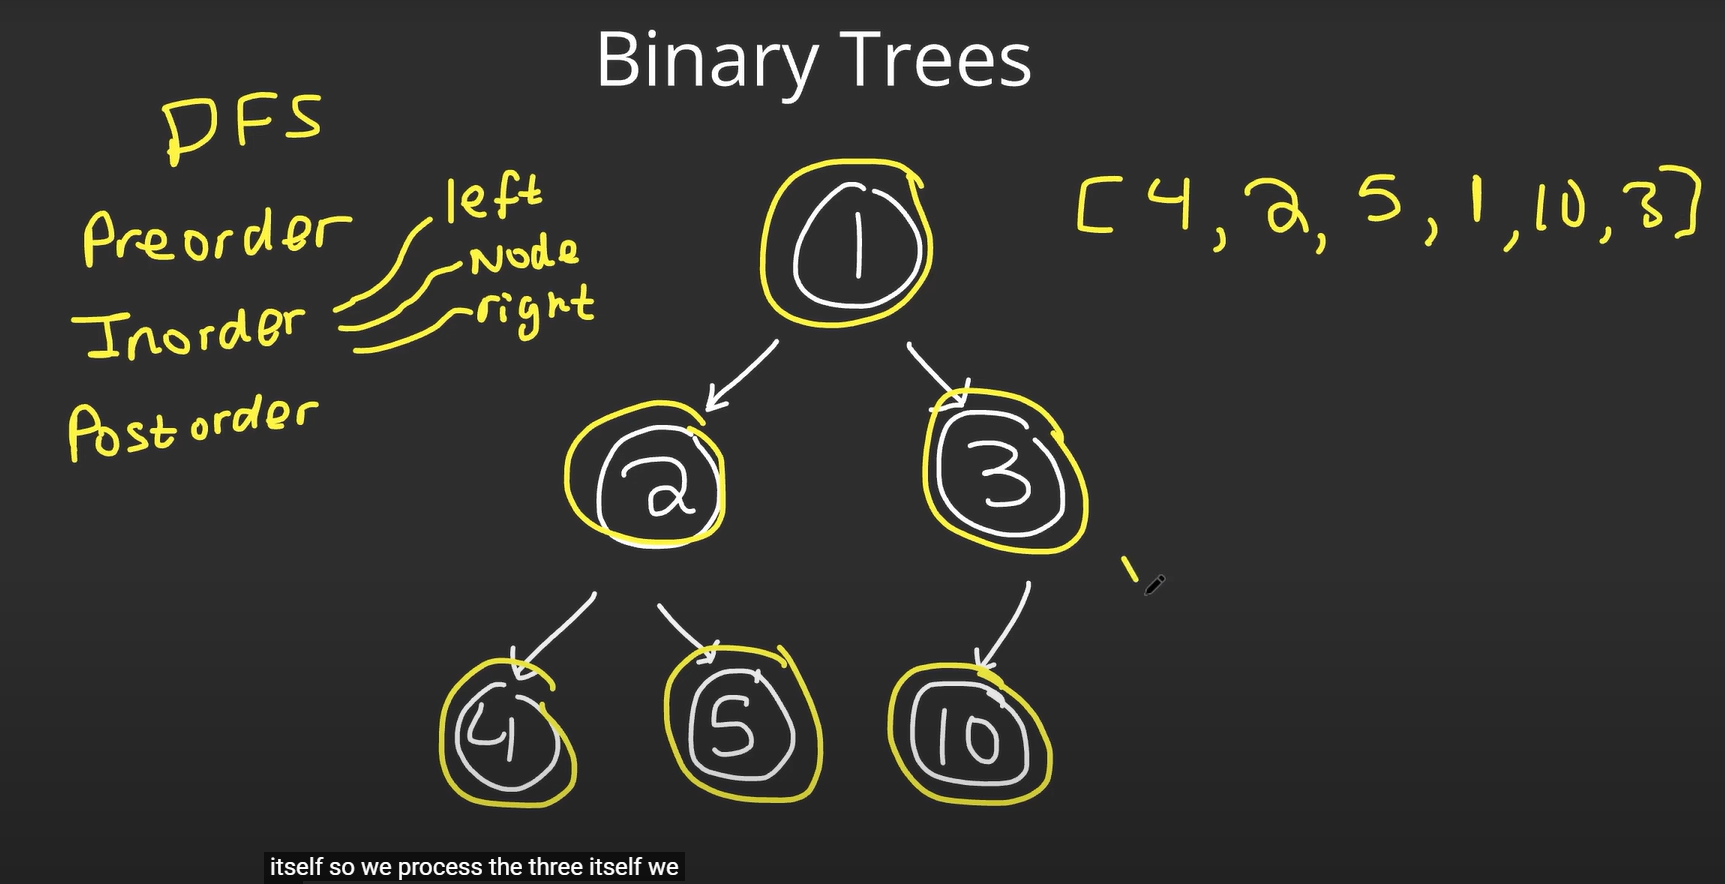 Binary Trees
DFS
Preorder
Inorder
Postorder
left
Node
right
[4, 2, 5, 1, 10, 3]
1
2
3
4
5
10
itself so we process the three itself we